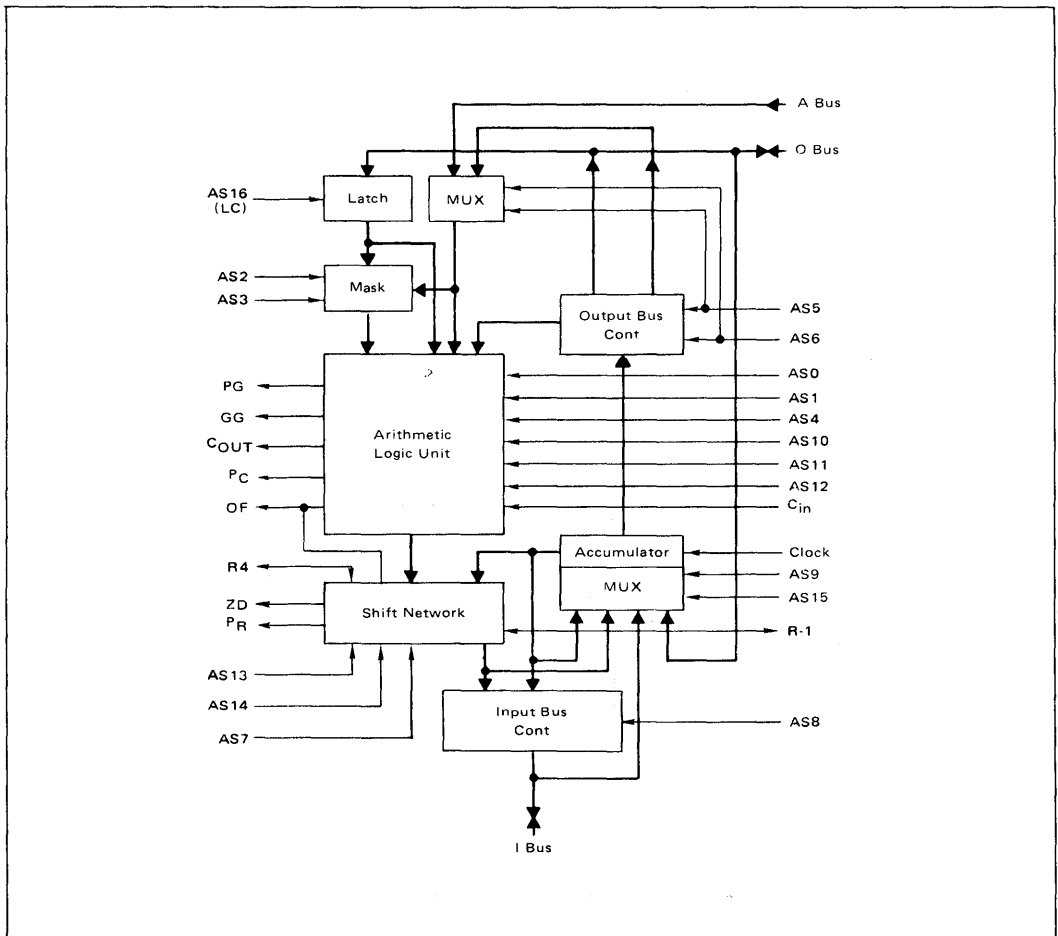 A Bus
O Bus
AS16
(LC)
Latch
MUX
AS2
AS3
Mask
Output Bus
Cont
AS5
AS6
PG
GG
COUT
PC
OF
Arithmetic
Logic Unit
AS0
AS1
AS4
AS10
AS11
AS12
Cin
R4
ZD
PR
Shift Network
Accumulator
MUX
Clock
AS9
AS15
R-1
AS13
AS14
AS7
Input Bus
Cont
AS8
I Bus